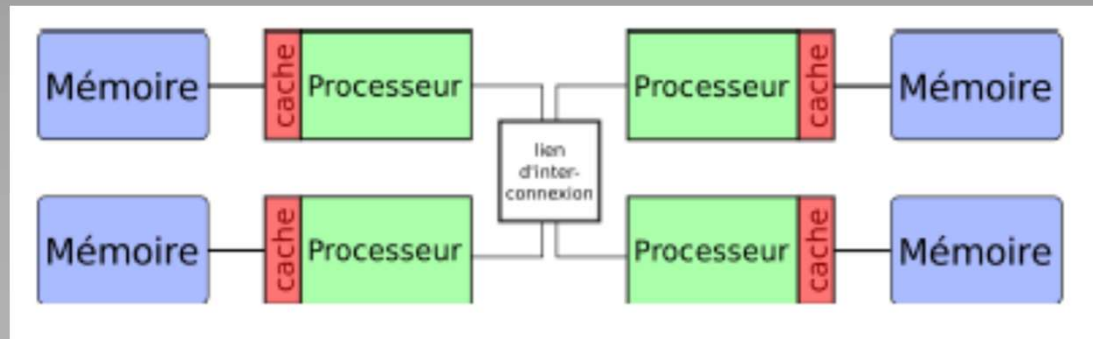 Mémoire cache Processeur Processeur cache Mémoire
lien
d'inter-
connexion
Mémoire cache Processeur Processeur cache Mémoire